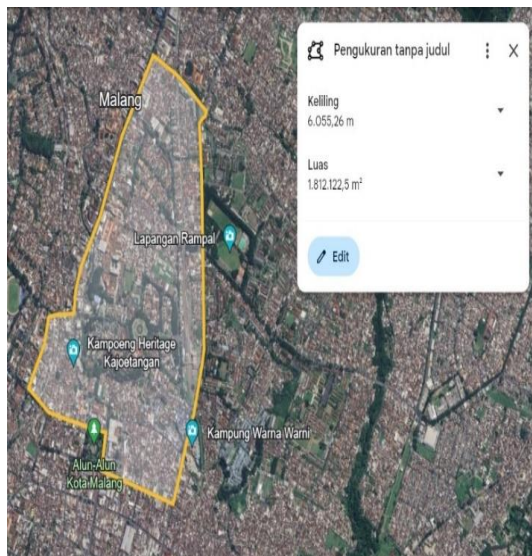 Pengukuran tanpa judul
Keliling
6.055,26 m
Luas
1.812.122,5 m²
Edit
Malang
Lapangan Rampal
Kampoeng Heritage
Kajoetangan
Kampung Warna Warni
Alun-Alun
Kota Malang